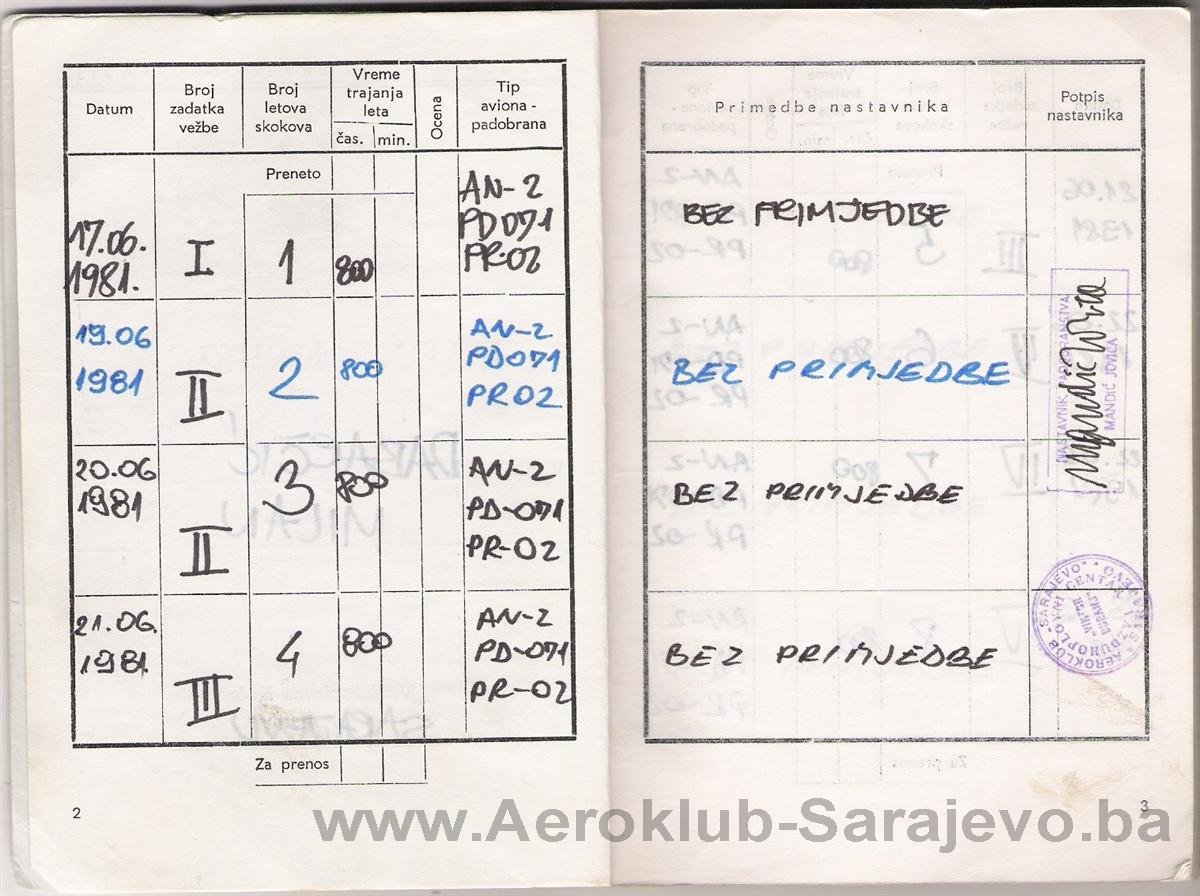 Datum
Broj
zadatka
vežbe
Broj
letova
skokova
Vreme
trajanja
leta
čas. min.
Ocena
Tip
aviona -
padobrana
Preneto
17.06.
1981.
I
1
800
AN-2
PD071
PR-02
19.06
1981
II
2
800
AN-2
PD071
PR02
20.06
1981
II
3
800
AN-2
PD-071
PR-02
21.06.
1981.
III
4
800
AN-2
PD-071
PR-02
Za prenos
2
Primedbe nastavnika
Potpis
nastavnika
BEZ PRIMJEDBE
BEZ PRIMJEDBE
BEZ PRIMJEDBE
BEZ PRIMJEDBE
NASTAVNIK PADOBRANSTVA
MANDIĆ JOVICA
AEROKLUB "SARAJEVO"
3
www.Aeroklub-Sarajevo.ba